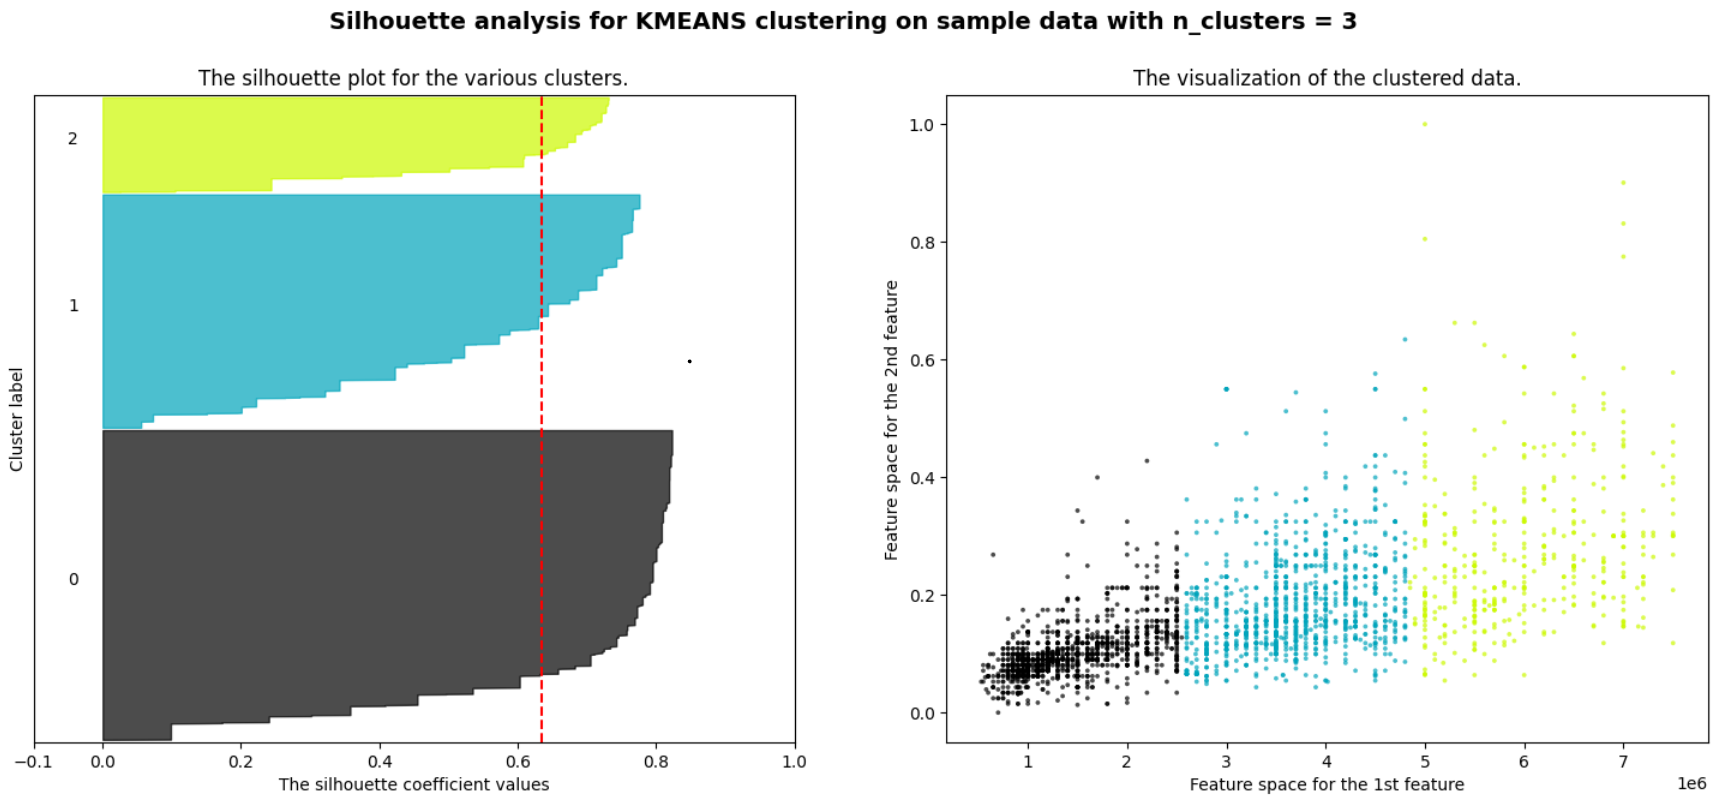 Silhouette analysis for KMEANS clustering on sample data with n_clusters = 3
The silhouette plot for the various clusters.
2
1
0
Cluster label
−0.1 0.0 0.2 0.4 0.6 0.8 1.0
The silhouette coefficient values
The visualization of the clustered data.
1.0
0.8
0.6
0.4
0.2
0.0
Feature space for the 2nd feature
1 2 3 4 5 6 7
1e6
Feature space for the 1st feature